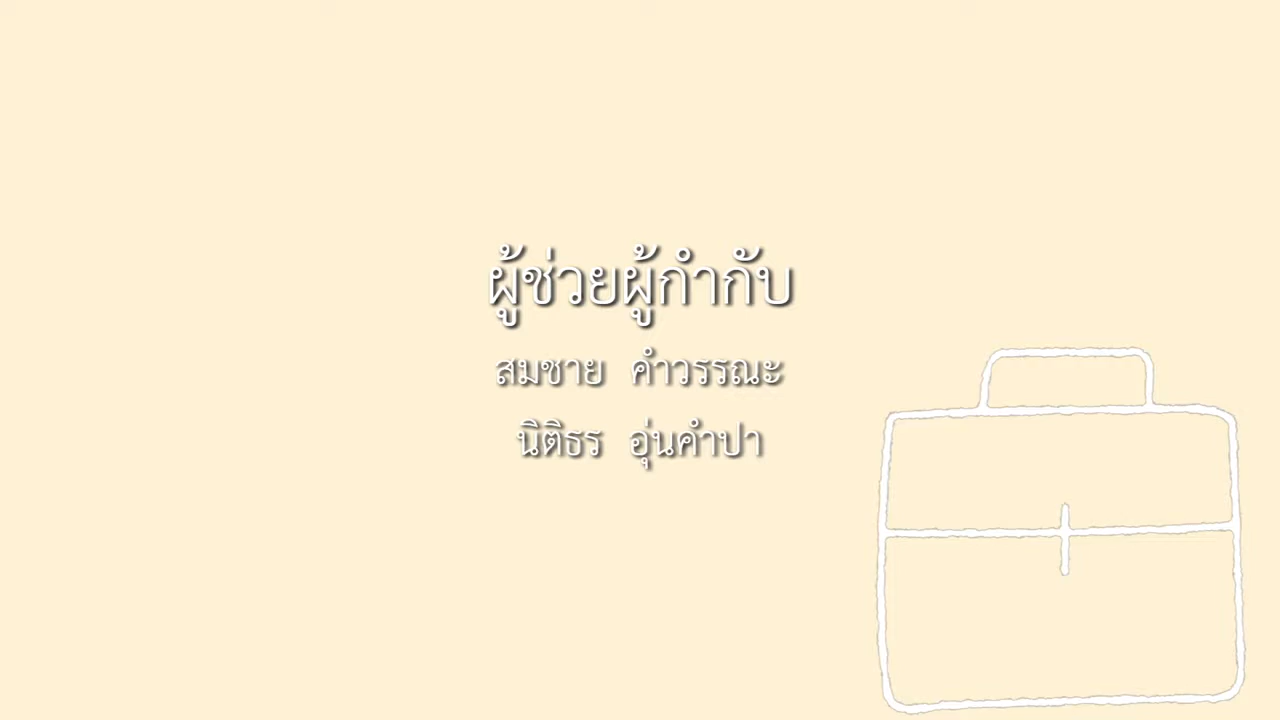 ผู้ช่วยผู้กำกับ
สมชาย คำวรรณะ
นิติธร อุ่นคำปา